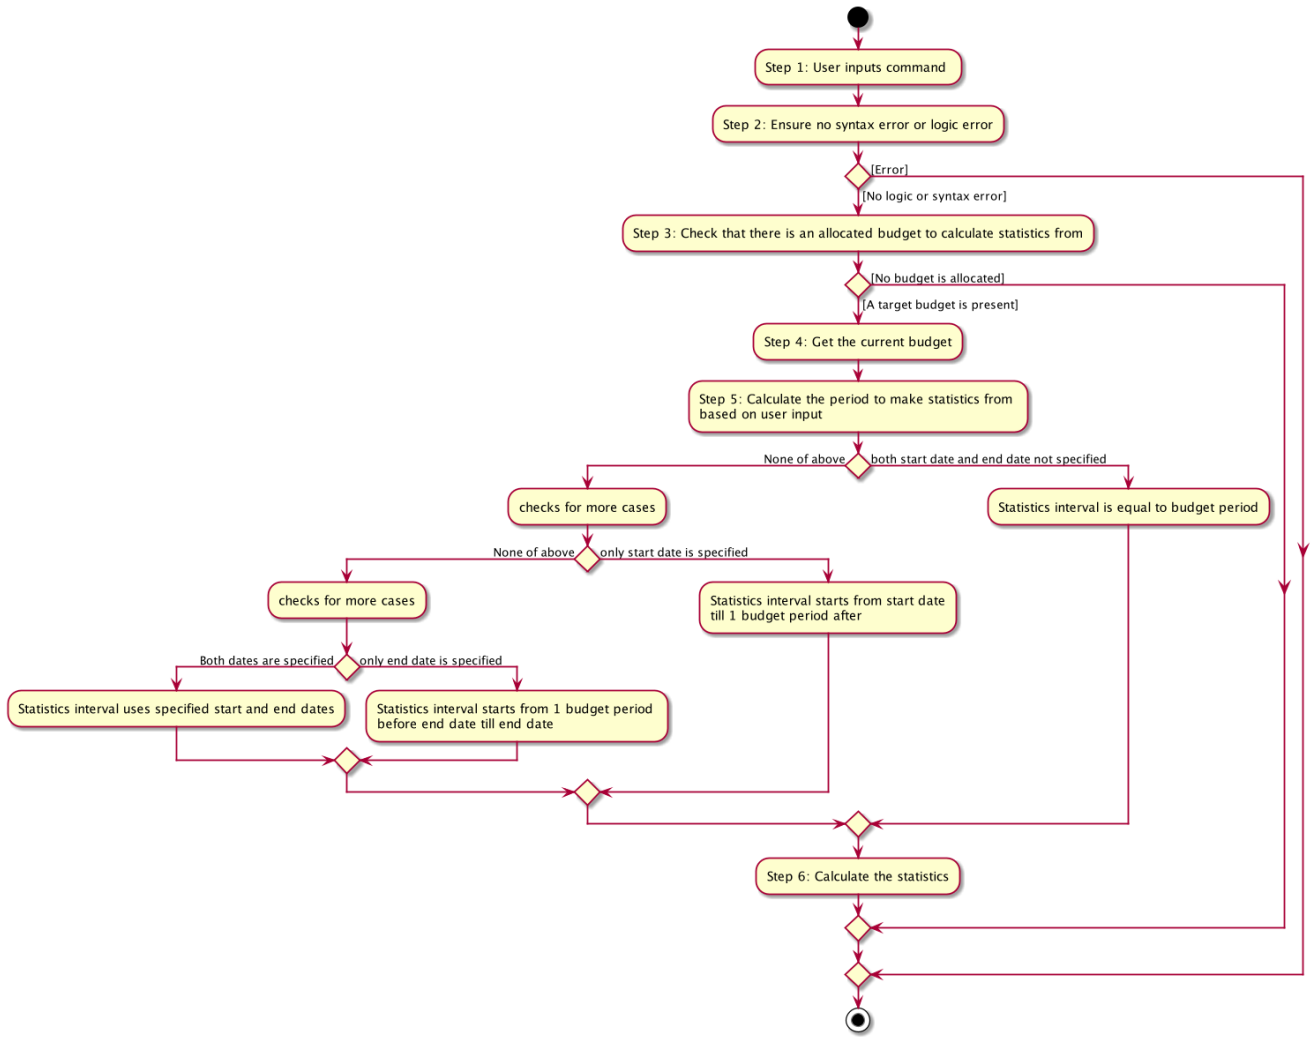 Step 1: User inputs command
Step 2: Ensure no syntax error or logic error
[Error]
[No logic or syntax error]
Step 3: Check that there is an allocated budget to calculate statistics from
[No budget is allocated]
[A target budget is present]
Step 4: Get the current budget
Step 5: Calculate the period to make statistics from
based on user input
None of above
both start date and end date not specified
checks for more cases
Statistics interval is equal to budget period
None of above
only start date is specified
checks for more cases
Statistics interval starts from start date
till 1 budget period after
Both dates are specified
only end date is specified
Statistics interval uses specified start and end dates
Statistics interval starts from 1 budget period
before end date till end date
Step 6: Calculate the statistics